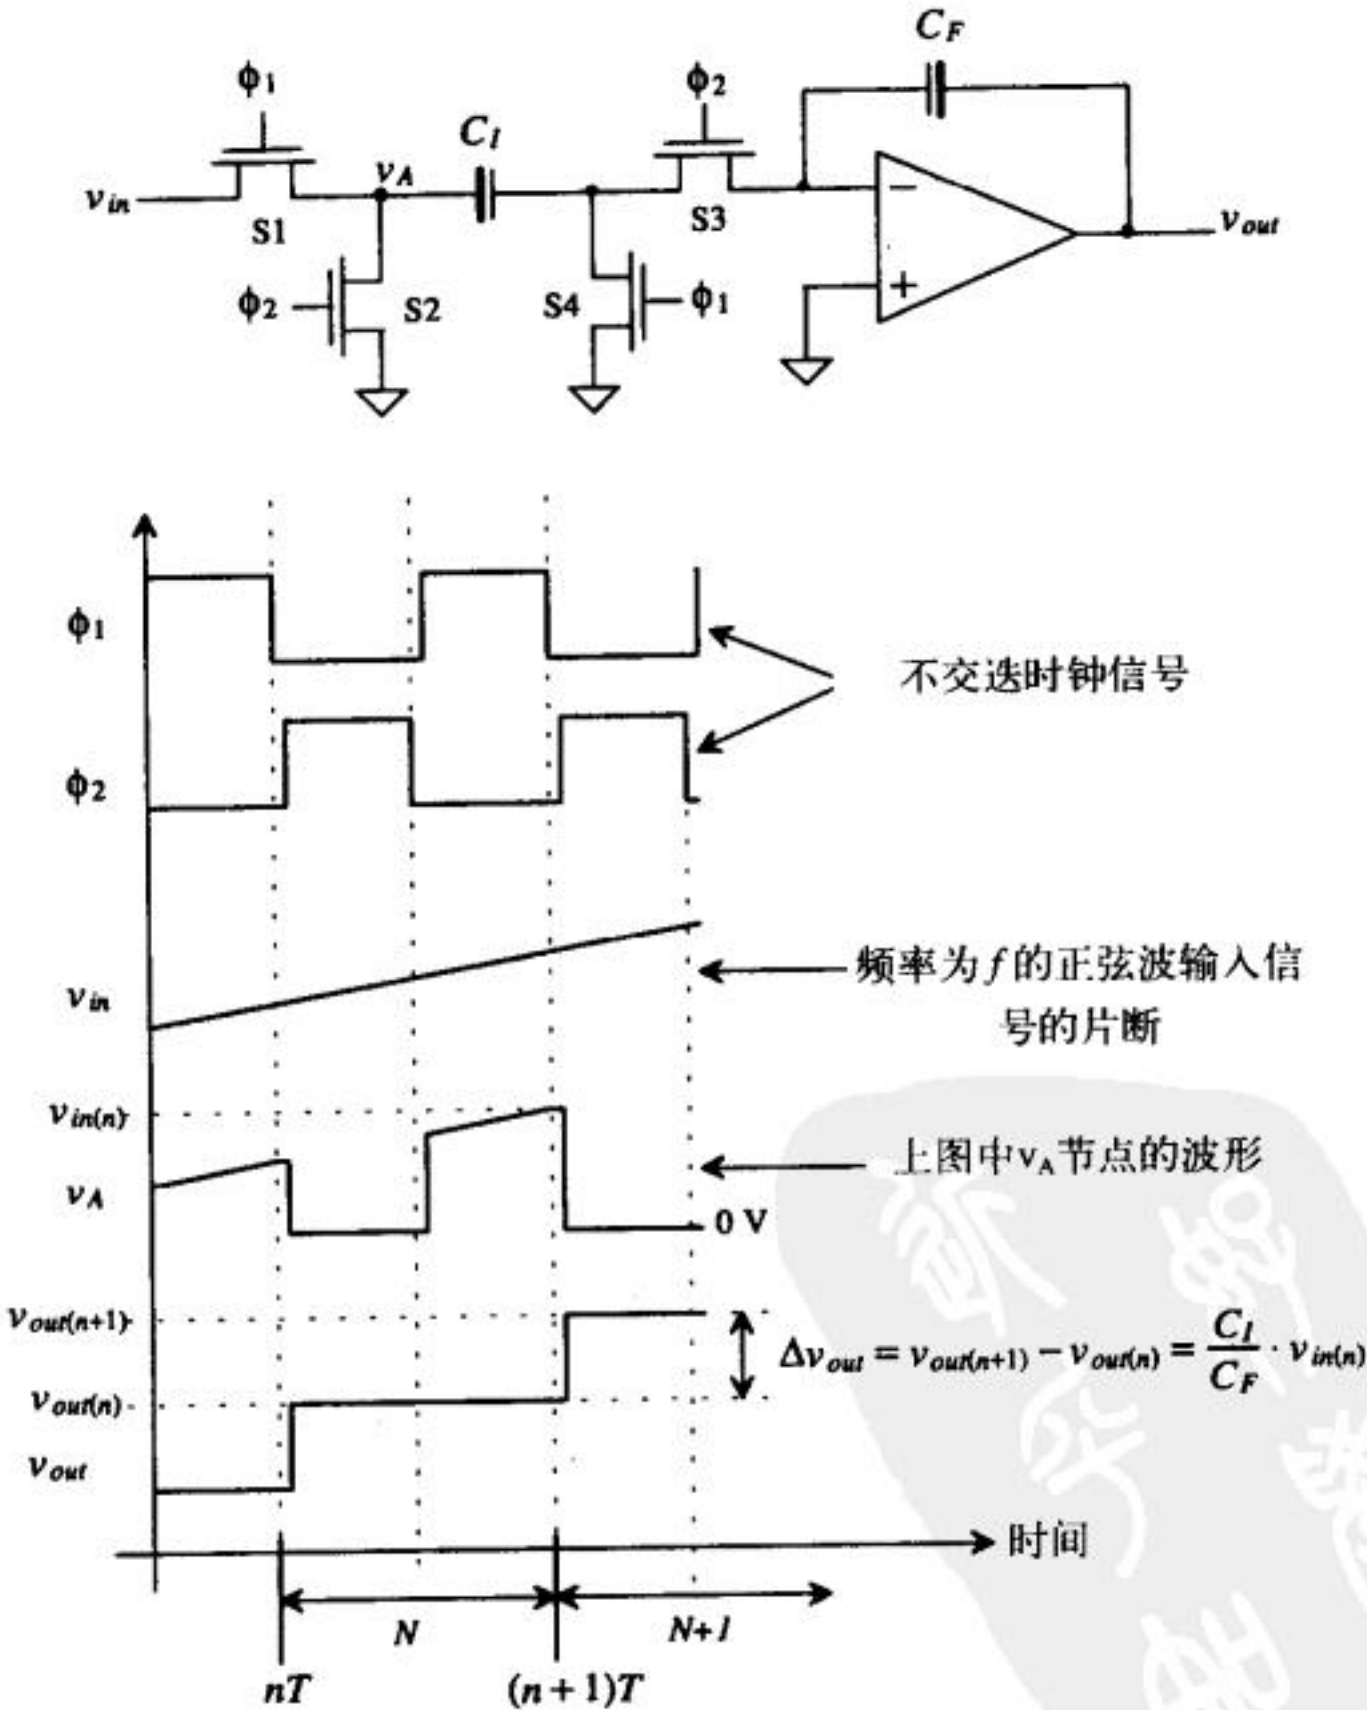 C_F
ϕ1
ϕ2
C_I
v_A
v_in
S1
S3
−
v_out
ϕ2
S2
S4
ϕ1
+
ϕ1
不交迭时钟信号
ϕ2
v_in
频率为f的正弦波输入信
号的片断
v_in(n)
上图中v_A节点的波形
v_A
0 V
v_out(n+1)
Δv_out = v_out(n+1) − v_out(n) = C_I/C_F · v_in(n)
v_out(n)
v_out
时间
N
N+1
nT
(n + 1)T